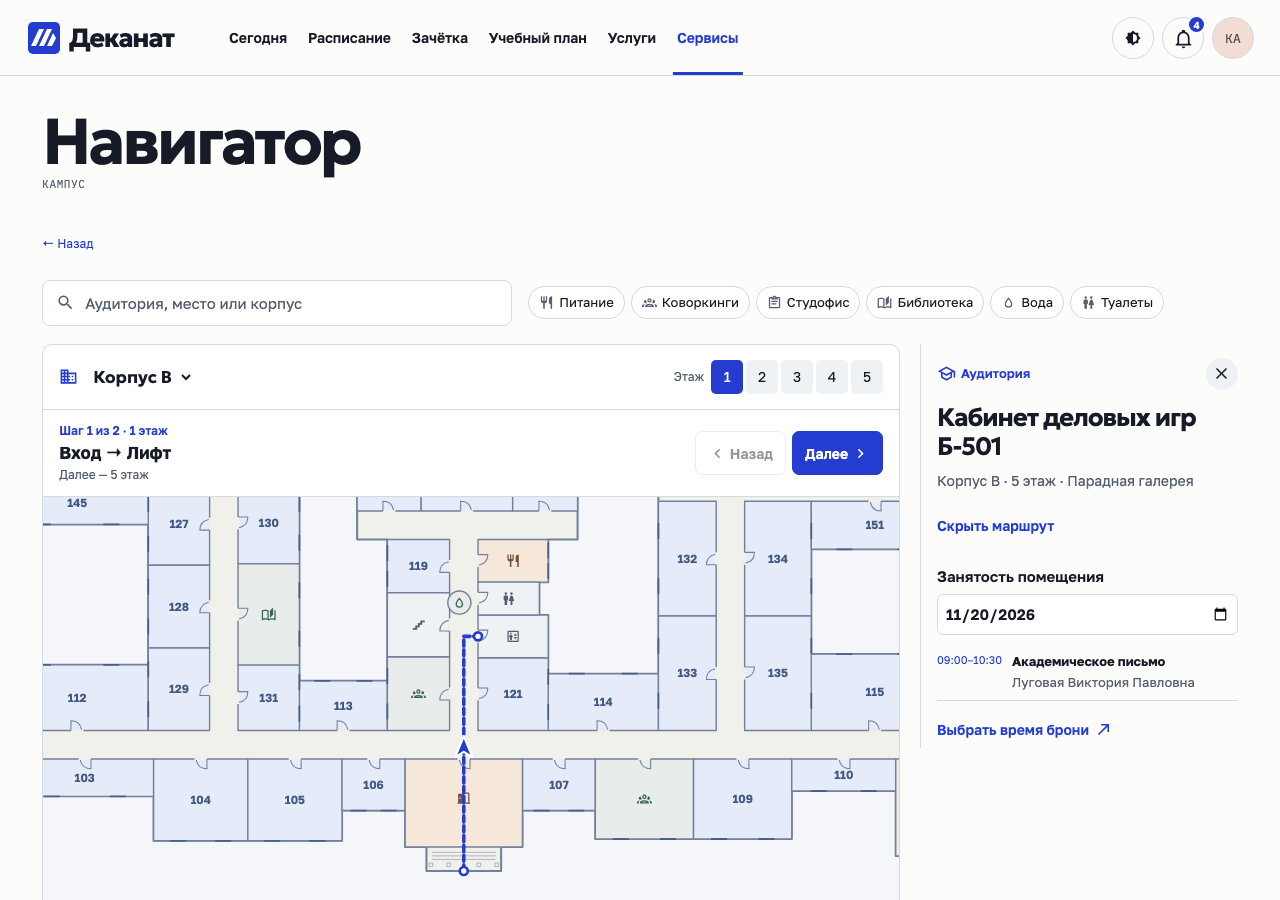 Деканат
Сегодня
Расписание
Зачётка
Учебный план
Услуги
Сервисы
4
КА
Навигатор
КАМПУС
← Назад
Аудитория, место или корпус
Питание
Коворкинги
Студофис
Библиотека
Вода
Туалеты
Корпус В
Этаж
1
2
3
4
5
Шаг 1 из 2 · 1 этаж
Вход → Лифт
Далее — 5 этаж
Назад
Далее
145
127
130
119
132
134
151
128
129
131
112
113
121
114
133
135
115
103
104
105
106
107
109
110
Аудитория
Кабинет деловых игр
Б-501
Корпус В · 5 этаж · Парадная галерея
Скрыть маршрут
Занятость помещения
11/20/2026
09:00–10:30
Академическое письмо
Луговая Виктория Павловна
Выбрать время брони